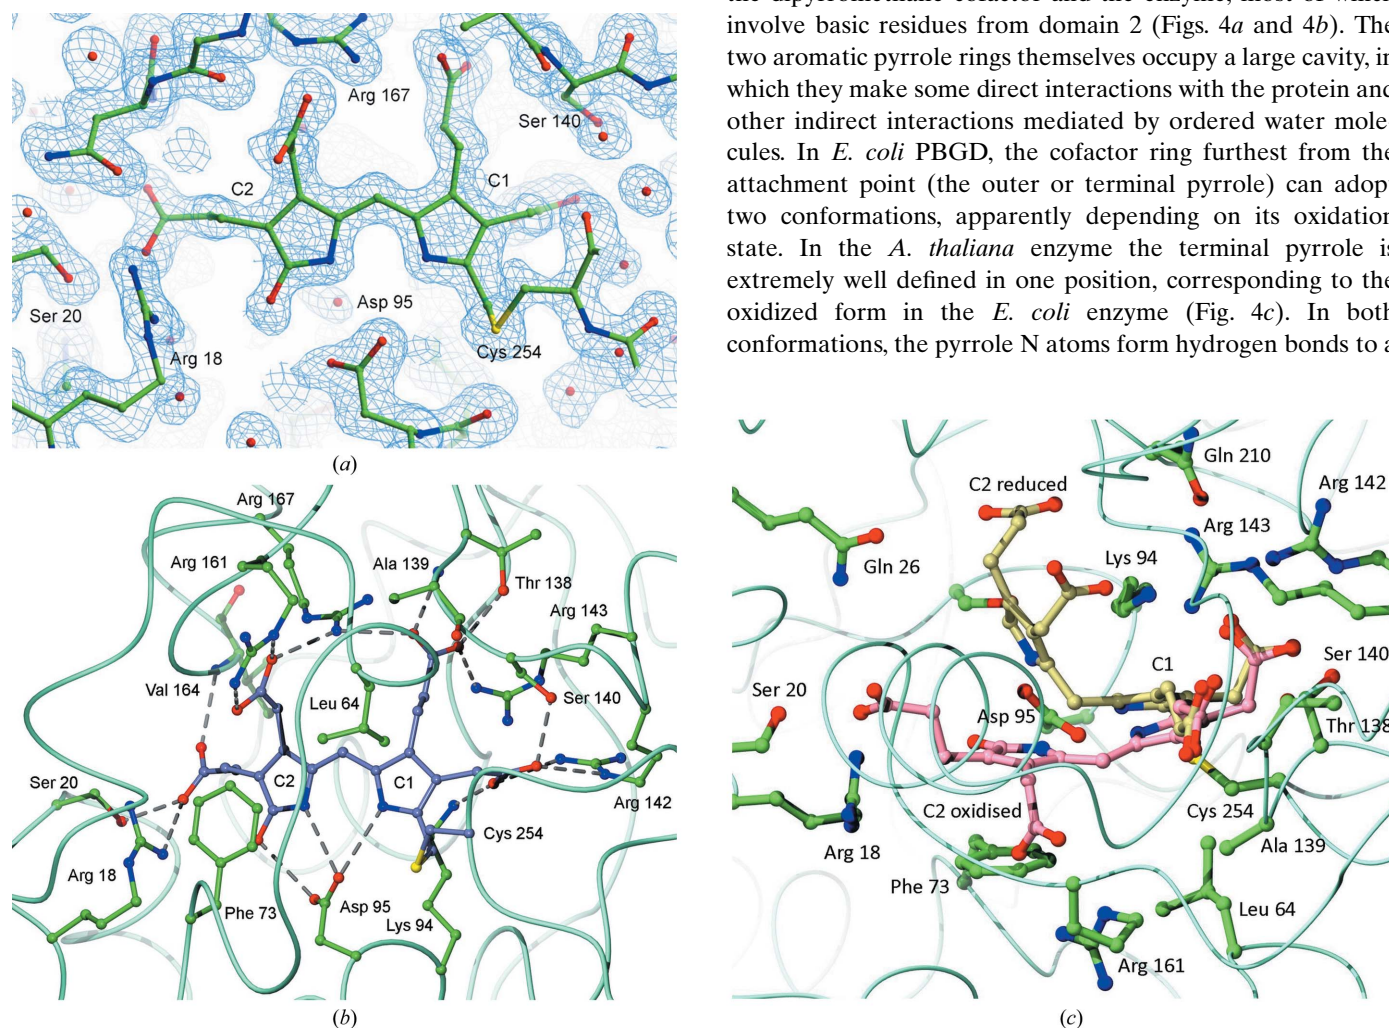 the dipyrromethane cofactor and the enzyme, most of which
involve basic residues from domain 2 (Figs. 4a and 4b). The
two aromatic pyrrole rings themselves occupy a large cavity, in
which they make some direct interactions with the protein and
other indirect interactions mediated by ordered water mole
cules. In E. coli PBGD, the cofactor ring furthest from the
attachment point (the outer or terminal pyrrole) can adop
two conformations, apparently depending on its oxidation
state. In the A. thaliana enzyme the terminal pyrrole is
extremely well defined in one position, corresponding to the
oxidized form in the E. coli enzyme (Fig. 4c). In both
conformations, the pyrrole N atoms form hydrogen bonds to a
Arg 167
Ser 140
C2
C1
Asp 95
Ser 20
Arg 18
Cys 254
(a)
Arg 167
Arg 161
Ala 139
Thr 138
Arg 143
Val 164
Leu 64
Ser 140
Ser 20
C2
C1
Arg 142
Cys 254
Arg 18
Phe 73
Asp 95
Lys 94
(b)
Gln 210
C2 reduced
Arg 142
Arg 143
Gln 26
Lys 94
C1
Ser 140
Ser 20
Asp 95
Thr 138
C2 oxidised
Cys 254
Arg 18
Ala 139
Phe 73
Leu 64
Arg 161
(c)